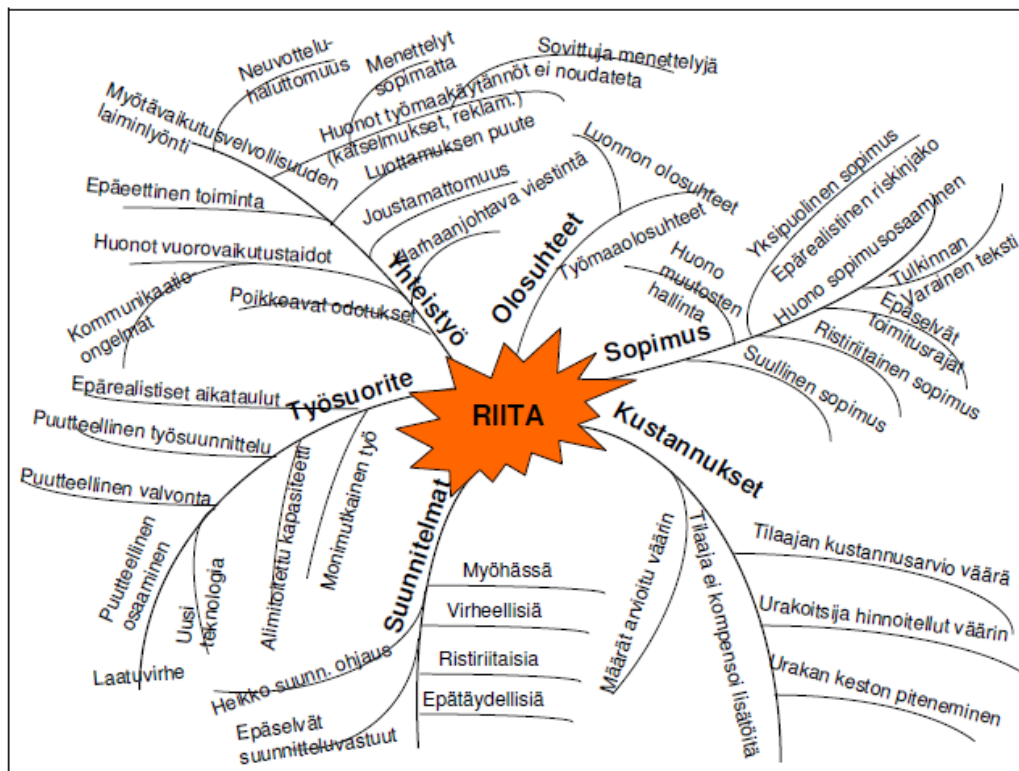 RIITA
Yhteistyö
Myötävaikutusvelvollisuuden
laiminlyönti
Neuvottelu-
haluttomuus
Menettelyt
sopimatta
Sovittuja menettelyjä
ei noudateta
Huonot työmaakäytännöt
(katselmukset, reklam.)
Luottamuksen puute
Joustamattomuus
Harhaanjohtava viestintä
Epäeettinen toiminta
Huonot vuorovaikutustaidot
Kommunikaatio-
ongelmat
Poikkeavat odotukset
Olosuhteet
Luonnon olosuhteet
Työmaaolosuhteet
Sopimus
Huono
muutosten
hallinta
Yksipuolinen sopimus
Epärealistinen riskinjako
Huono sopimusosaaminen
Tulkinnan
Varainen teksti
Epäselvät
toimitusrajat
Ristiriitainen sopimus
Suullinen sopimus
Kustannukset
Määrät arvioitu väärin
Tilaaja ei kompensoi lisätöitä
Tilaajan kustannusarvio väärä
Urakoitsija hinnoitellut väärin
Urakan keston piteneminen
Suunnitelmat
Myöhässä
Virheellisiä
Ristiriitaisia
Epätäydellisiä
Heikko suunn. ohjaus
Epäselvät
suunnitteluvastuut
Työsuorite
Epärealistiset aikataulut
Puutteellinen työsuunnittelu
Puutteellinen valvonta
Puutteellinen
osaaminen
Uusi
teknologia
Alimitoitettu kapasiteetti
Monimutkainen työ
Laatuvirhe